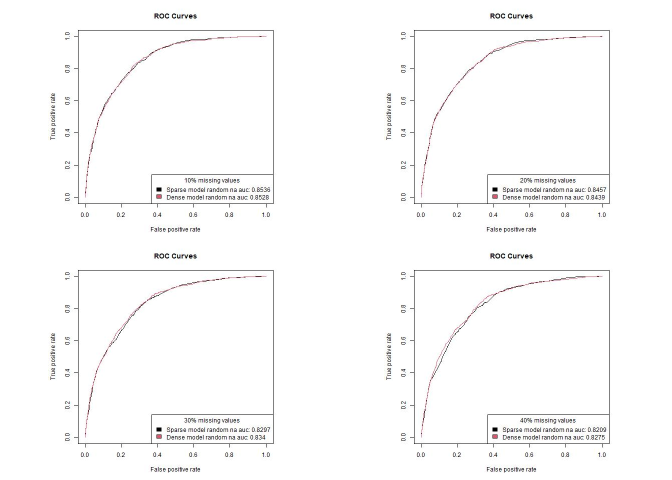 ROC Curves
True positive rate
1.0
0.8
0.6
0.4
0.2
0.0
10% missing values
Sparse model random na auc: 0.8536
Dense model random na auc: 0.8528
0.0 0.2 0.4 0.6 0.8 1.0
False positive rate
ROC Curves
True positive rate
1.0
0.8
0.6
0.4
0.2
0.0
20% missing values
Sparse model random na auc: 0.8457
Dense model random na auc: 0.8439
0.0 0.2 0.4 0.6 0.8 1.0
False positive rate
ROC Curves
True positive rate
1.0
0.8
0.6
0.4
0.2
0.0
30% missing values
Sparse model random na auc: 0.8297
Dense model random na auc: 0.834
0.0 0.2 0.4 0.6 0.8 1.0
False positive rate
ROC Curves
True positive rate
1.0
0.8
0.6
0.4
0.2
0.0
40% missing values
Sparse model random na auc: 0.8209
Dense model random na auc: 0.8275
0.0 0.2 0.4 0.6 0.8 1.0
False positive rate